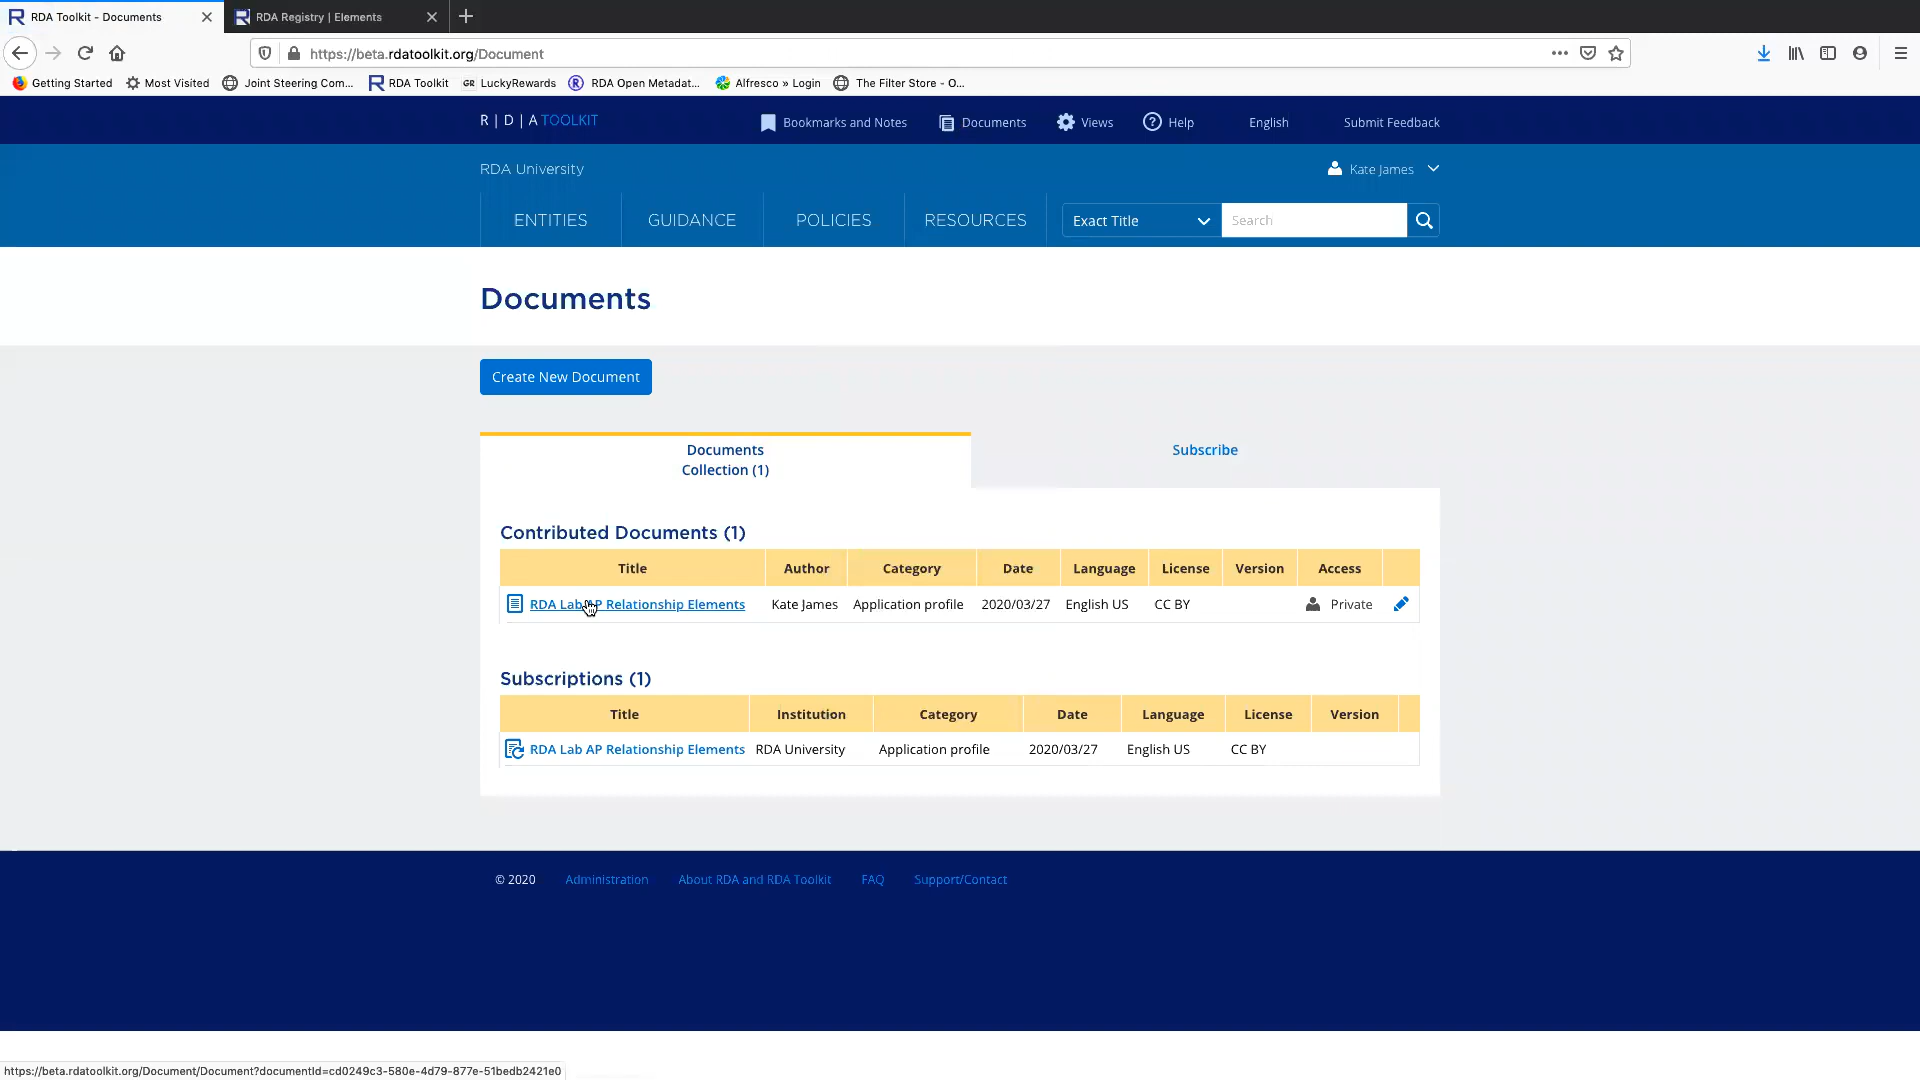 RDA Toolkit - Documents
RDA Registry | Elements
https://beta.rdatoolkit.org/Document
Getting Started
Most Visited
Joint Steering Com...
RDA Toolkit
GR LuckyRewards
RDA Open Metadat...
Alfresco » Login
The Filter Store - O...
R | D | A TOOLKIT
Bookmarks and Notes
Documents
Views
Help
English
Submit Feedback
RDA University
Kate James
ENTITIES
GUIDANCE
POLICIES
RESOURCES
Exact Title
Search
Documents
Create New Document
Documents
Collection (1)
Subscribe
Contributed Documents (1)
Title Author Category Date Language License Version Access
RDA Lab AP Relationship Elements Kate James Application profile 2020/03/27 English US CC BY Private
Subscriptions (1)
Title Institution Category Date Language License Version
RDA Lab AP Relationship Elements RDA University Application profile 2020/03/27 English US CC BY
© 2020 Administration About RDA and RDA Toolkit FAQ Support/Contact
https://beta.rdatoolkit.org/Document/Document?documentId=cd0249c3-580e-4d79-877e-51bedb2421e0